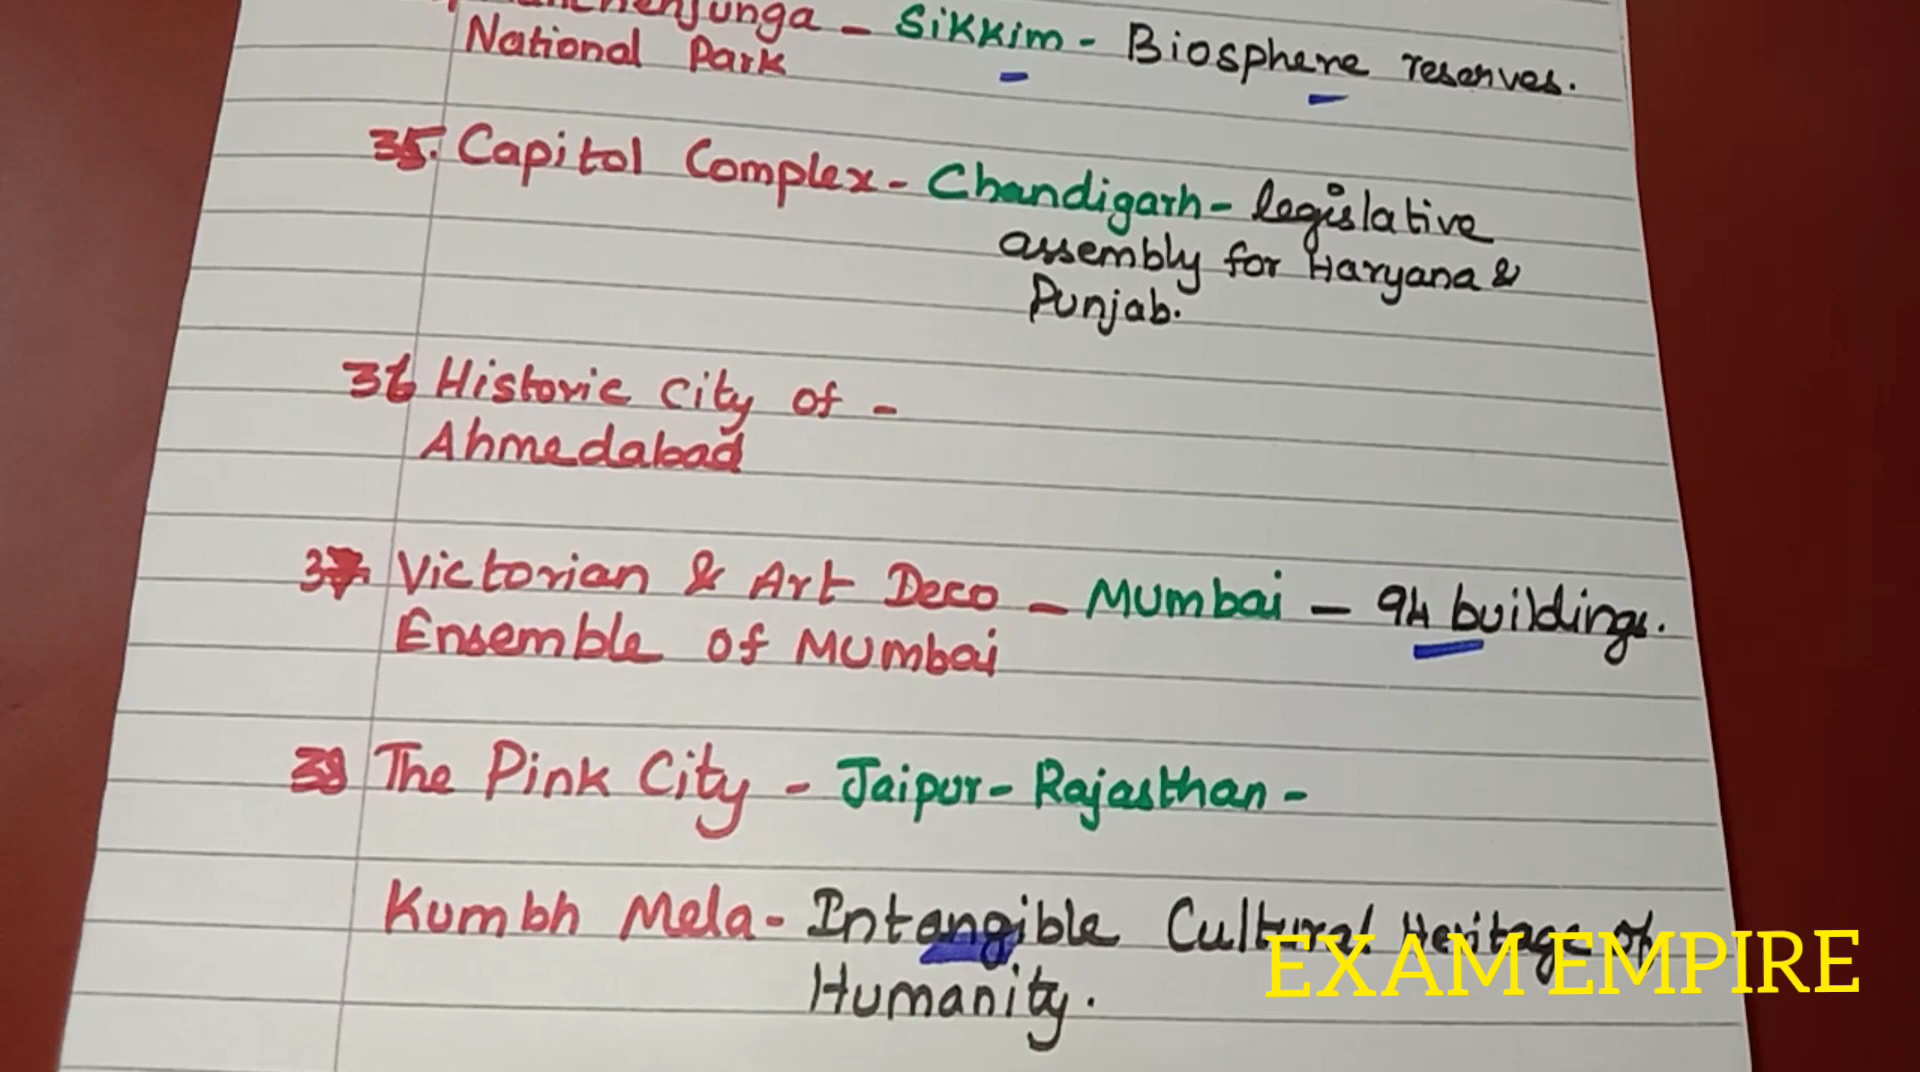 Kanchenjunga - Sikkim - Biosphere reserves.
National Park
35. Capitol Complex - Chandigarh - legislative
assembly for Haryana &
Punjab.
36 Historic city of -
Ahmedabad
37 Victorian & Art Deco - Mumbai - 94 buildings.
Ensemble of Mumbai
38 The Pink City - Jaipur - Rajasthan -
Kumbh Mela - Intangible Cultural Heritage of
Humanity.
EXAM EMPIRE